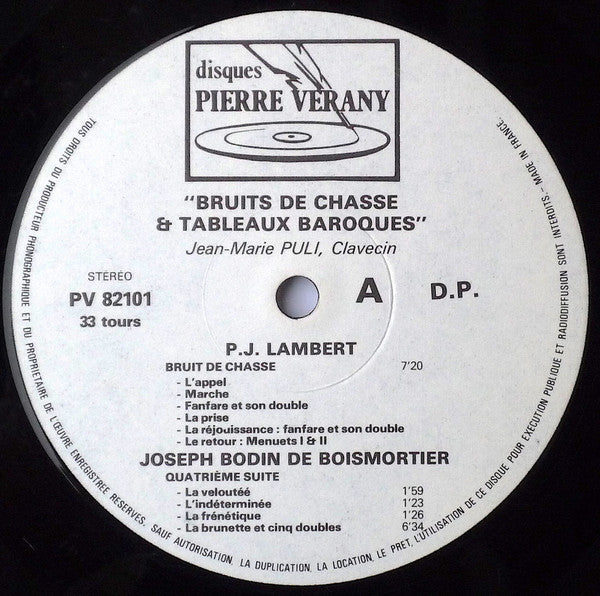 disques
PIERRE VERANY
"BRUITS DE CHASSE
& TABLEAUX BAROQUES"
Jean-Marie PULI, Clavecin
STÉRÉO
PV 82101
33 tours
A
D.P.
P.J. LAMBERT
BRUIT DE CHASSE 7'20
- L'appel
- Marche
- Fanfare et son double
- La prise
- La réjouissance : fanfare et son double
- Le retour : Menuets I & II
JOSEPH BODIN DE BOISMORTIER
QUATRIÈME SUITE
- La veloutéé 1'59
- L'indéterminée 1'23
- La frénétique 1'26
- La brunette et cinq doubles 6'34
TOUS DROITS DU PRODUCTEUR PHONOGRAPHIQUE ET DU PROPRIETAIRE DE L'ŒUVRE ENREGISTREE RESERVES, SAUF AUTORISATION, LA DUPLICATION, LA LOCATION, LE PRET, L'UTILISATION DE CE DISQUE POUR EXECUTION PUBLIQUE ET RADIODIFFUSION SONT INTERDITS. - MADE IN FRANCE.